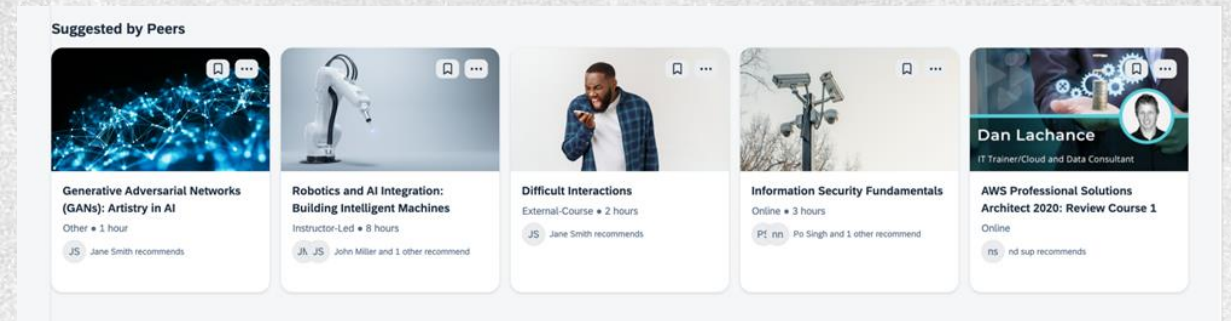 Suggested by Peers
Generative Adversarial Networks
(GANs): Artistry in AI
Other • 1 hour
JS Jane Smith recommends
Robotics and AI Integration:
Building Intelligent Machines
Instructor-Led • 8 hours
JS John Miller and 1 other recommend
Difficult Interactions
External-Course • 2 hours
JS Jane Smith recommends
Information Security Fundamentals
Online • 3 hours
nn Po Singh and 1 other recommend
Dan Lachance
IT Trainer/Cloud and Data Consultant
AWS Professional Solutions
Architect 2020: Review Course 1
Online
ns nd sup recommends